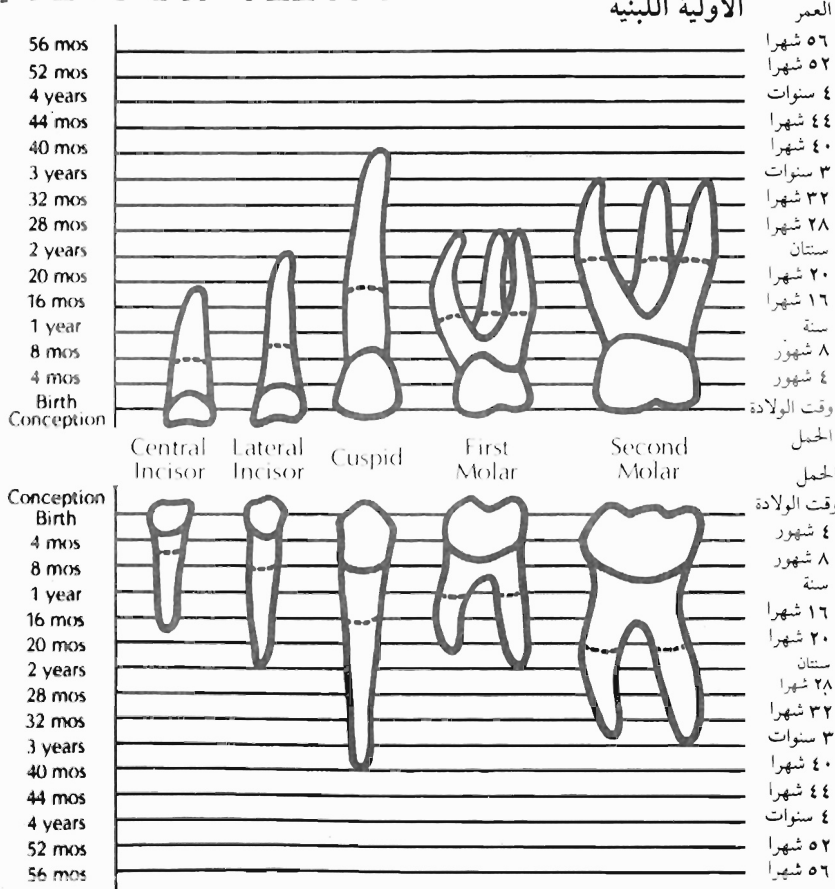 الأولية اللبنية
العمر
56 mos ٥٦ شهرا
52 mos ٥٢ شهرا
4 years ٤ سنوات
44 mos ٤٤ شهرا
40 mos ٤٠ شهرا
3 years ٣ سنوات
32 mos ٣٢ شهرا
28 mos ٢٨ شهرا
2 years سنتان
20 mos ٢٠ شهرا
16 mos ١٦ شهرا
1 year سنة
8 mos ٨ شهور
4 mos ٤ شهور
Birth وقت الولادة
Conception الحمل
Central Incisor
Lateral Incisor
Cuspid
First Molar
Second Molar
Conception الحمل
Birth وقت الولادة
4 mos ٤ شهور
8 mos ٨ شهور
1 year سنة
16 mos ١٦ شهرا
20 mos ٢٠ شهرا
2 years سنتان
28 mos ٢٨ شهرا
32 mos ٣٢ شهرا
3 years ٣ سنوات
40 mos ٤٠ شهرا
44 mos ٤٤ شهرا
4 years ٤ سنوات
52 mos ٥٢ شهرا
56 mos ٥٦ شهرا